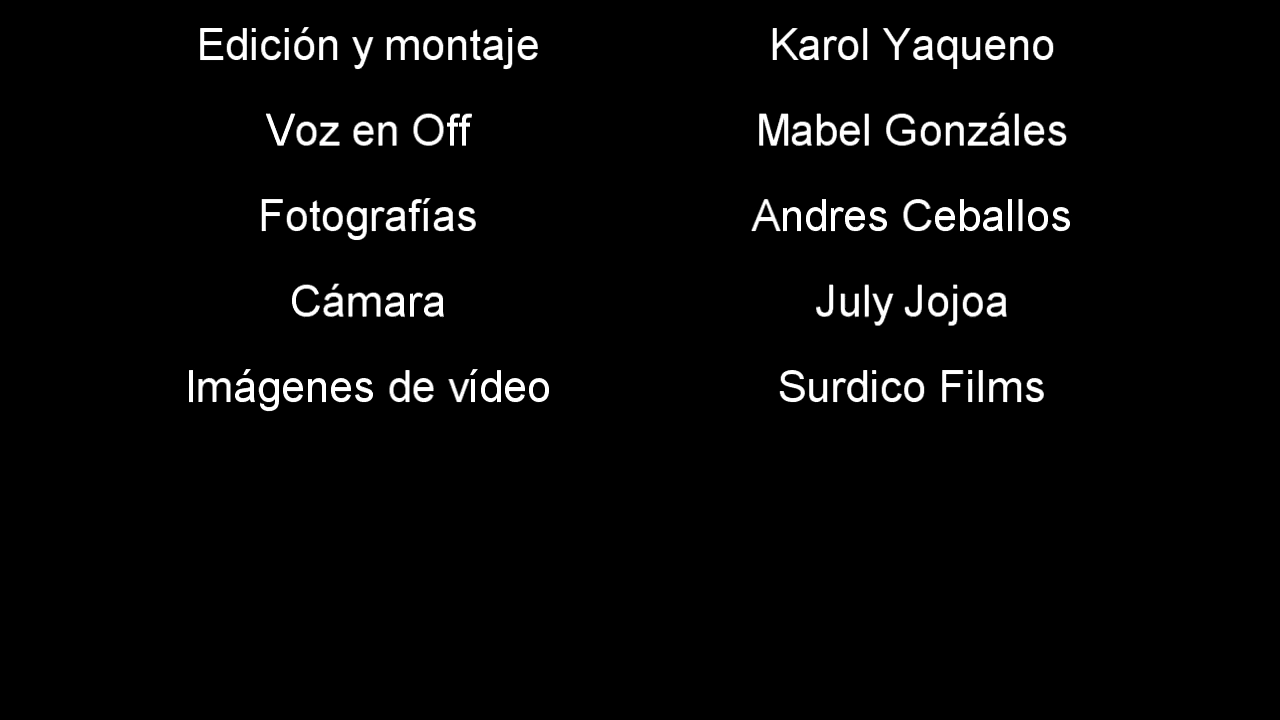 Edición y montaje Karol Yaqueno
Voz en Off Mabel Gonzáles
Fotografías Andres Ceballos
Cámara July Jojoa
Imágenes de vídeo Surdico Films